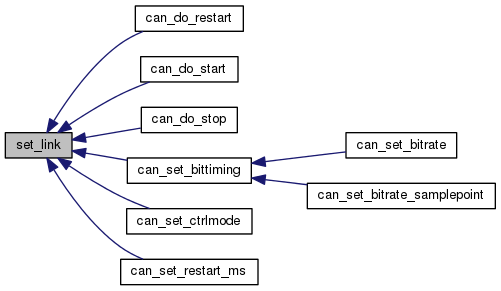 can_do_restart
can_do_start
can_do_stop
set_link
can_set_bitrate
can_set_bittiming
can_set_bitrate_samplepoint
can_set_ctrlmode
can_set_restart_ms